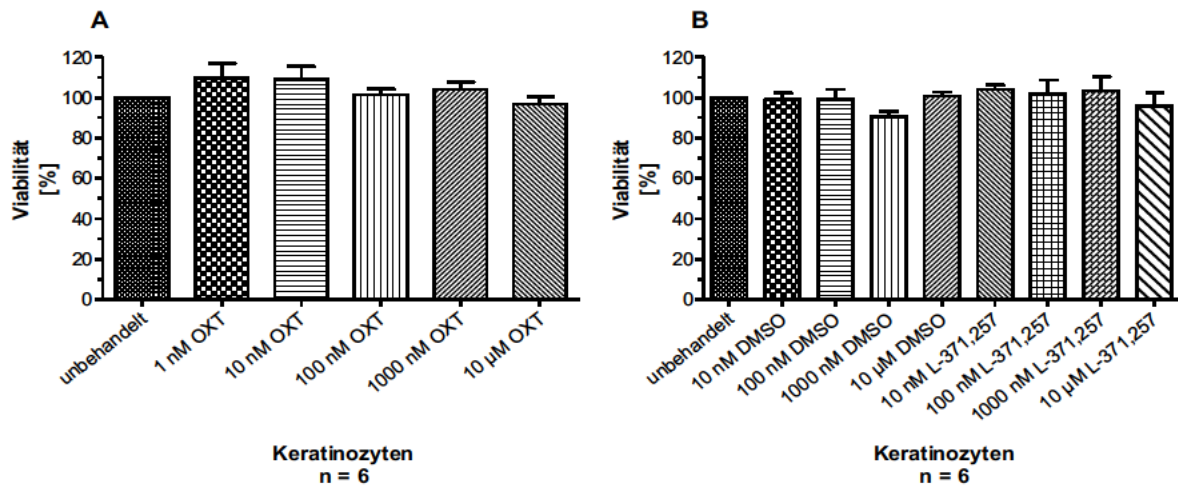 A
Viabilität
[%]
120
100
80
60
40
20
0
unbehandelt
1 nM OXT
10 nM OXT
100 nM OXT
1000 nM OXT
10 µM OXT
Keratinozyten
n = 6
B
Viabilität
[%]
120
100
80
60
40
20
0
unbehandelt
10 nM DMSO
100 nM DMSO
1000 nM DMSO
10 µM DMSO
10 nM L-371,257
100 nM L-371,257
1000 nM L-371,257
10 µM L-371,257
Keratinozyten
n = 6